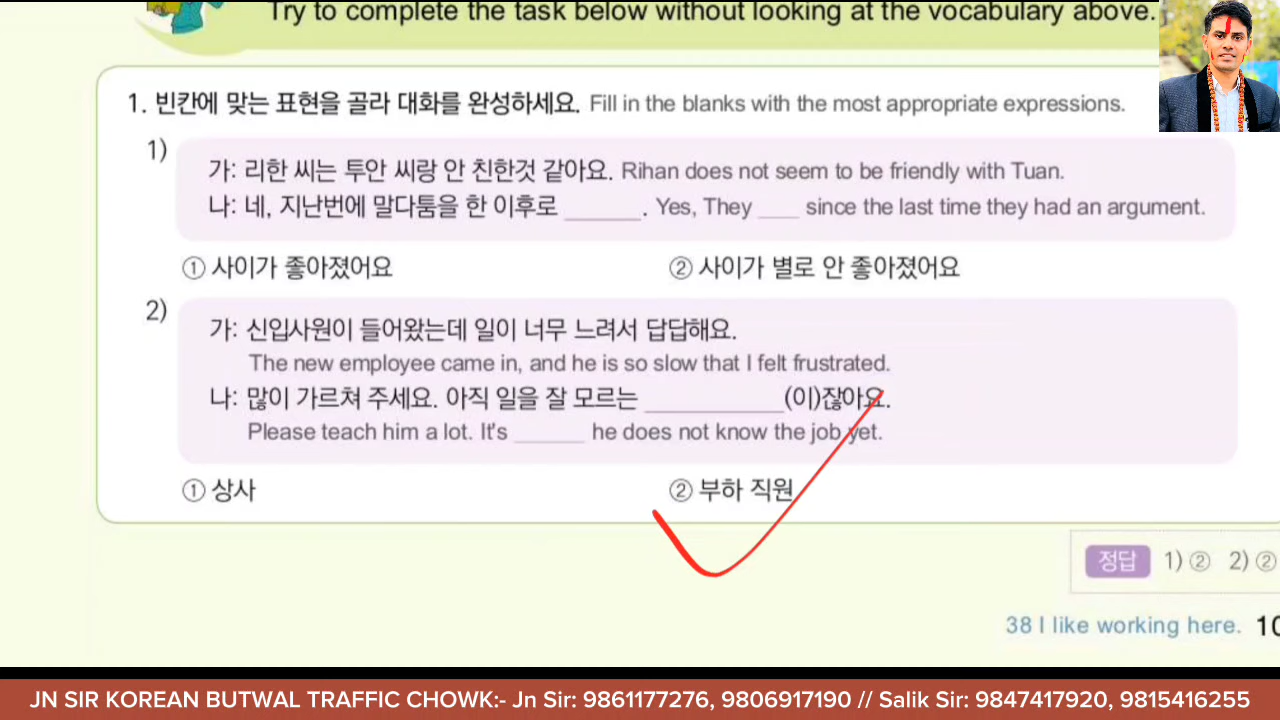 Try to complete the task below without looking at the vocabulary above.
1. 빈칸에 맞는 표현을 골라 대화를 완성하세요. Fill in the blanks with the most appropriate expressions.
1)
가: 리한 씨는 투안 씨랑 안 친한것 같아요. Rihan does not seem to be friendly with Tuan.
나: 네, 지난번에 말다툼을 한 이후로 ______. Yes, They ____ since the last time they had an argument.
① 사이가 좋아졌어요 ② 사이가 별로 안 좋아졌어요
2)
가: 신입사원이 들어왔는데 일이 너무 느려서 답답해요.
The new employee came in, and he is so slow that I felt frustrated.
나: 많이 가르쳐 주세요. 아직 일을 잘 모르는 ___________(이)잖아요.
Please teach him a lot. It's ______ he does not know the job yet.
① 상사 ② 부하 직원
정답 1) ② 2) ②
38 I like working here. 10
JN SIR KOREAN BUTWAL TRAFFIC CHOWK:- Jn Sir: 9861177276, 9806917190 // Salik Sir: 9847417920, 9815416255